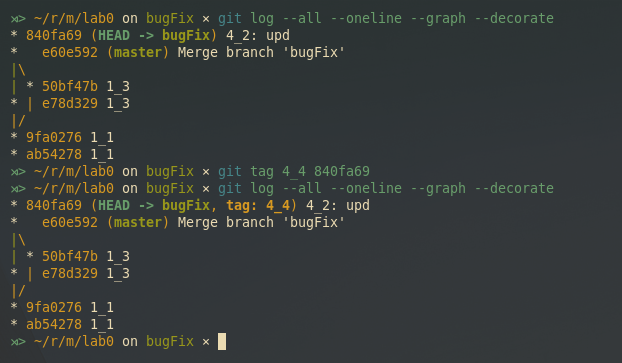 ⋊> ~/r/m/lab0 on bugFix × git log --all --oneline --graph --decorate
* 840fa69 (HEAD -> bugFix) 4_2: upd
*   e60e592 (master) Merge branch 'bugFix'
|\
| * 50bf47b 1_3
* | e78d329 1_3
|/
* 9fa0276 1_1
* ab54278 1_1
⋊> ~/r/m/lab0 on bugFix × git tag 4_4 840fa69
⋊> ~/r/m/lab0 on bugFix × git log --all --oneline --graph --decorate
* 840fa69 (HEAD -> bugFix, tag: 4_4) 4_2: upd
*   e60e592 (master) Merge branch 'bugFix'
|\
| * 50bf47b 1_3
* | e78d329 1_3
|/
* 9fa0276 1_1
* ab54278 1_1
⋊> ~/r/m/lab0 on bugFix ×